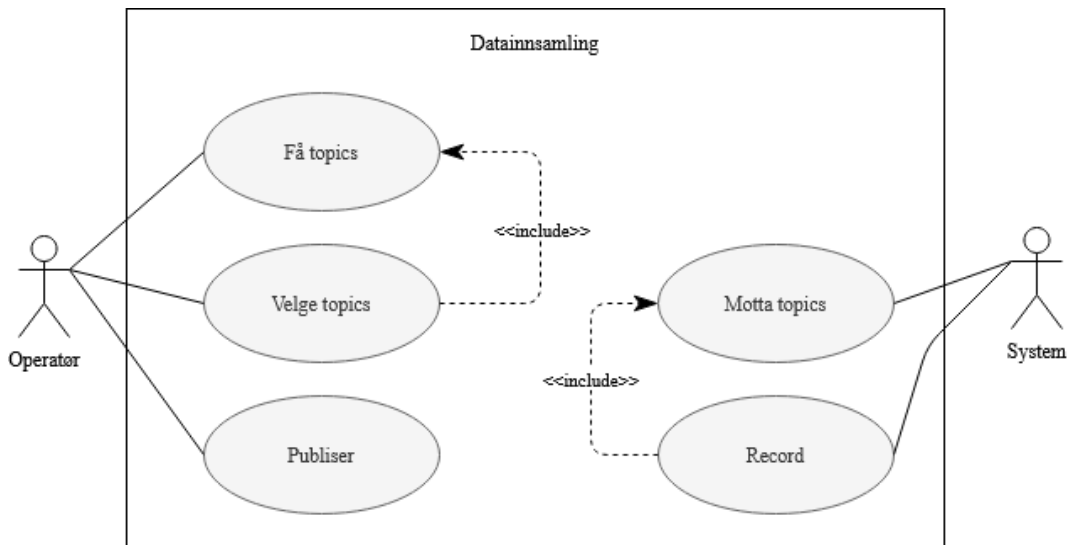 Datainnsamling
Få topics
<<include>>
Velge topics
Motta topics
Operatør
System
<<include>>
Publiser
Record